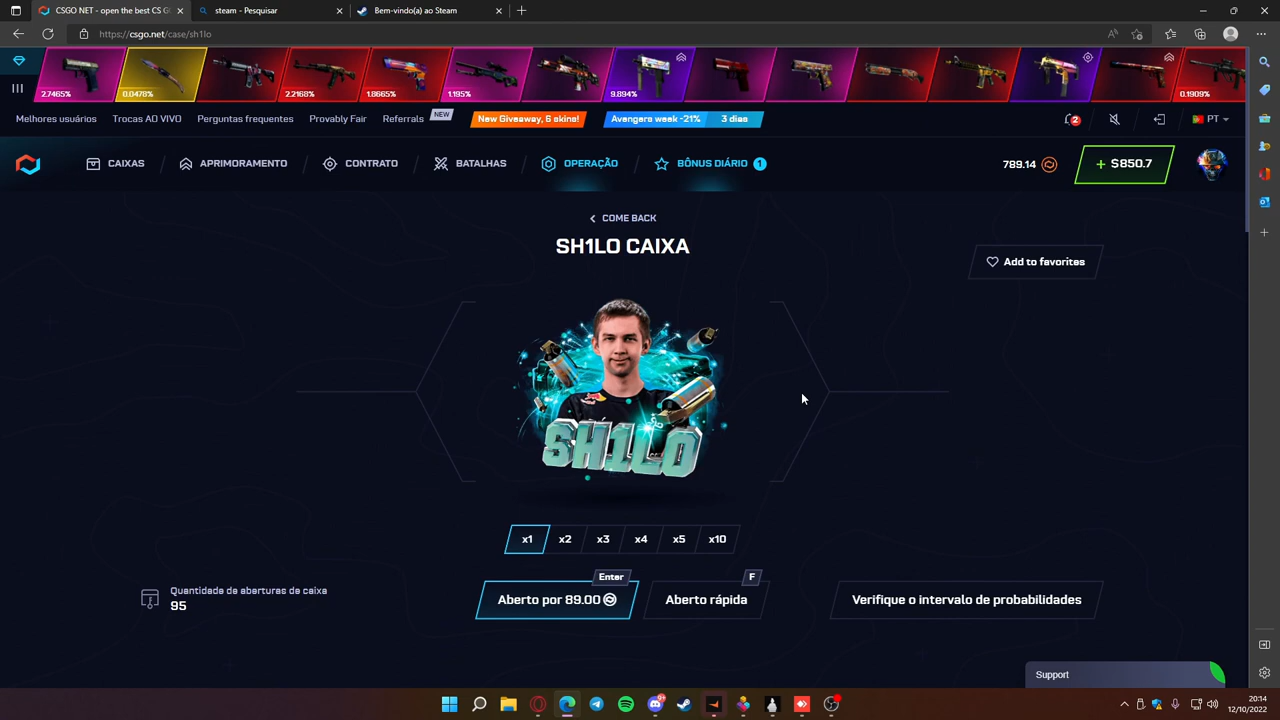 CSGO.NET - open the best CS G
steam - Pesquisar
Bem-vindo(a) ao Steam
https://csgo.net/case/sh1lo
2.7465%
0.0478%
2.2168%
1.8665%
1.195%
9.894%
0.1909%
Melhores usuários
Trocas AO VIVO
Perguntas frequentes
Provably Fair
Referrals
NEW
New Giveaway, 6 skins!
Avengers week -21%
3 dias
2
PT
CAIXAS
APRIMORAMENTO
CONTRATO
BATALHAS
OPERAÇÃO
BÔNUS DIÁRIO
1
789.14
+ $850.7
COME BACK
SH1LO CAIXA
Add to favorites
SH1LO
x1
x2
x3
x4
x5
x10
Quantidade de aberturas de caixa
95
Enter
Aberto por 89.00
F
Aberto rápida
Verifique o intervalo de probabilidades
Support
9+
20:14
12/10/2022